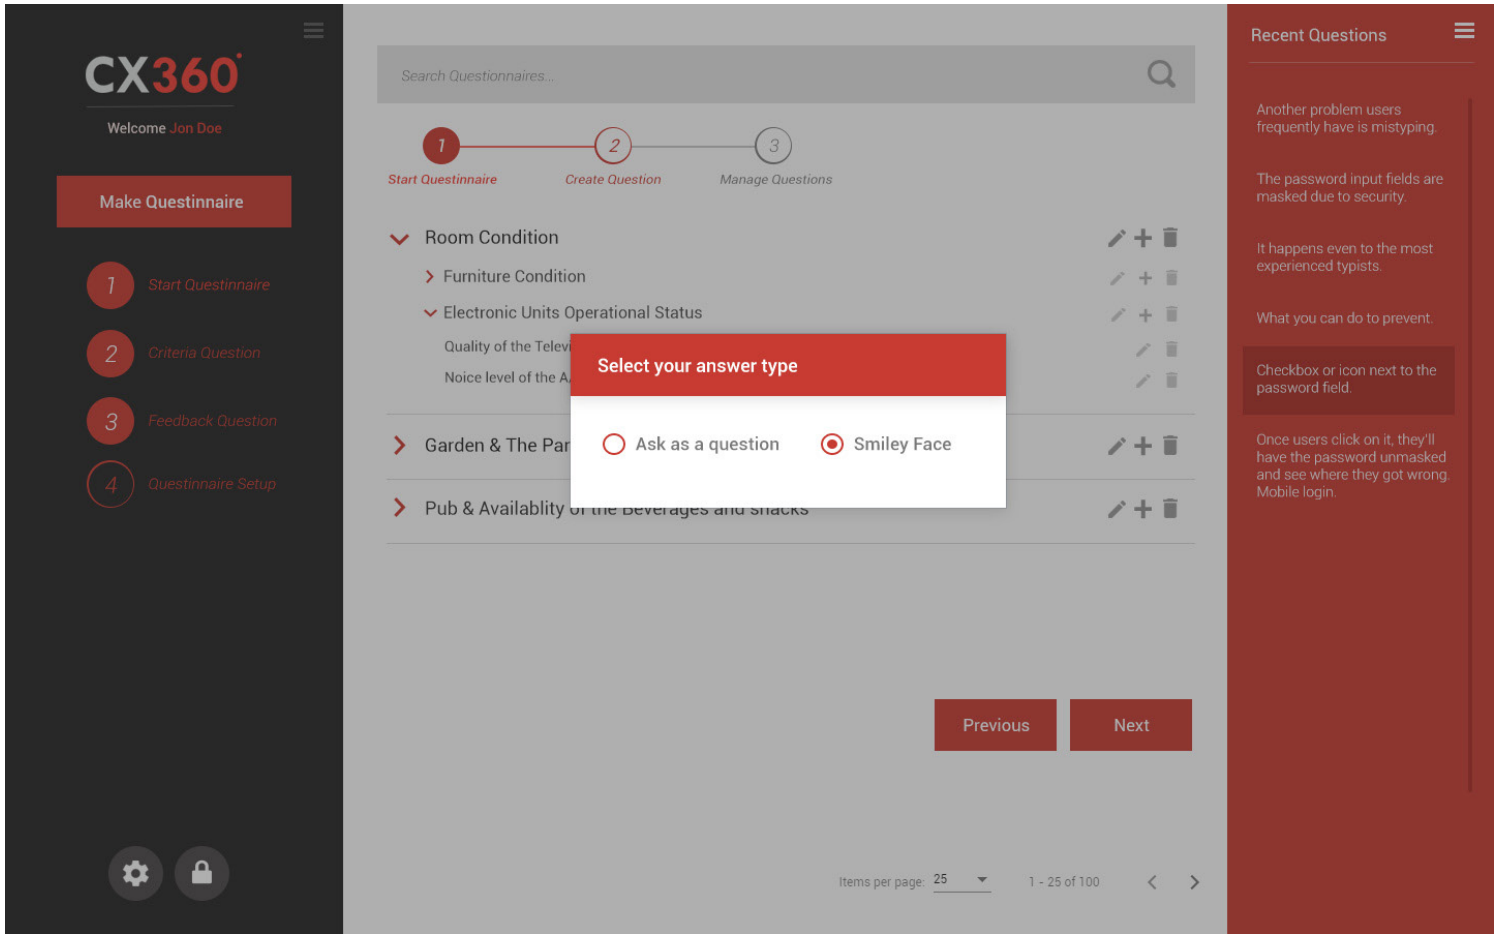 CX360
Welcome Jon Doe
Make Questinnaire
1 Start Questinnaire
2 Criteria Question
3 Feedback Question
4 Questinnaire Setup
Search Questionnaires...
1 2 3
Start Questinnaire Create Question Manage Questions
Room Condition
Furniture Condition
Electronic Units Operational Status
Quality of the Televi
Noice level of the A
Garden & The Par
Pub & Availablity of the Beverages and snacks
Select your answer type
Ask as a question Smiley Face
Previous Next
Items per page: 25 1 - 25 of 100
Recent Questions
Another problem users
frequently have is mistyping.
The password input fields are
masked due to security.
It happens even to the most
experienced typists.
What you can do to prevent.
Checkbox or icon next to the
password field.
Once users click on it, they'll
have the password unmasked
and see where they got wrong.
Mobile login.